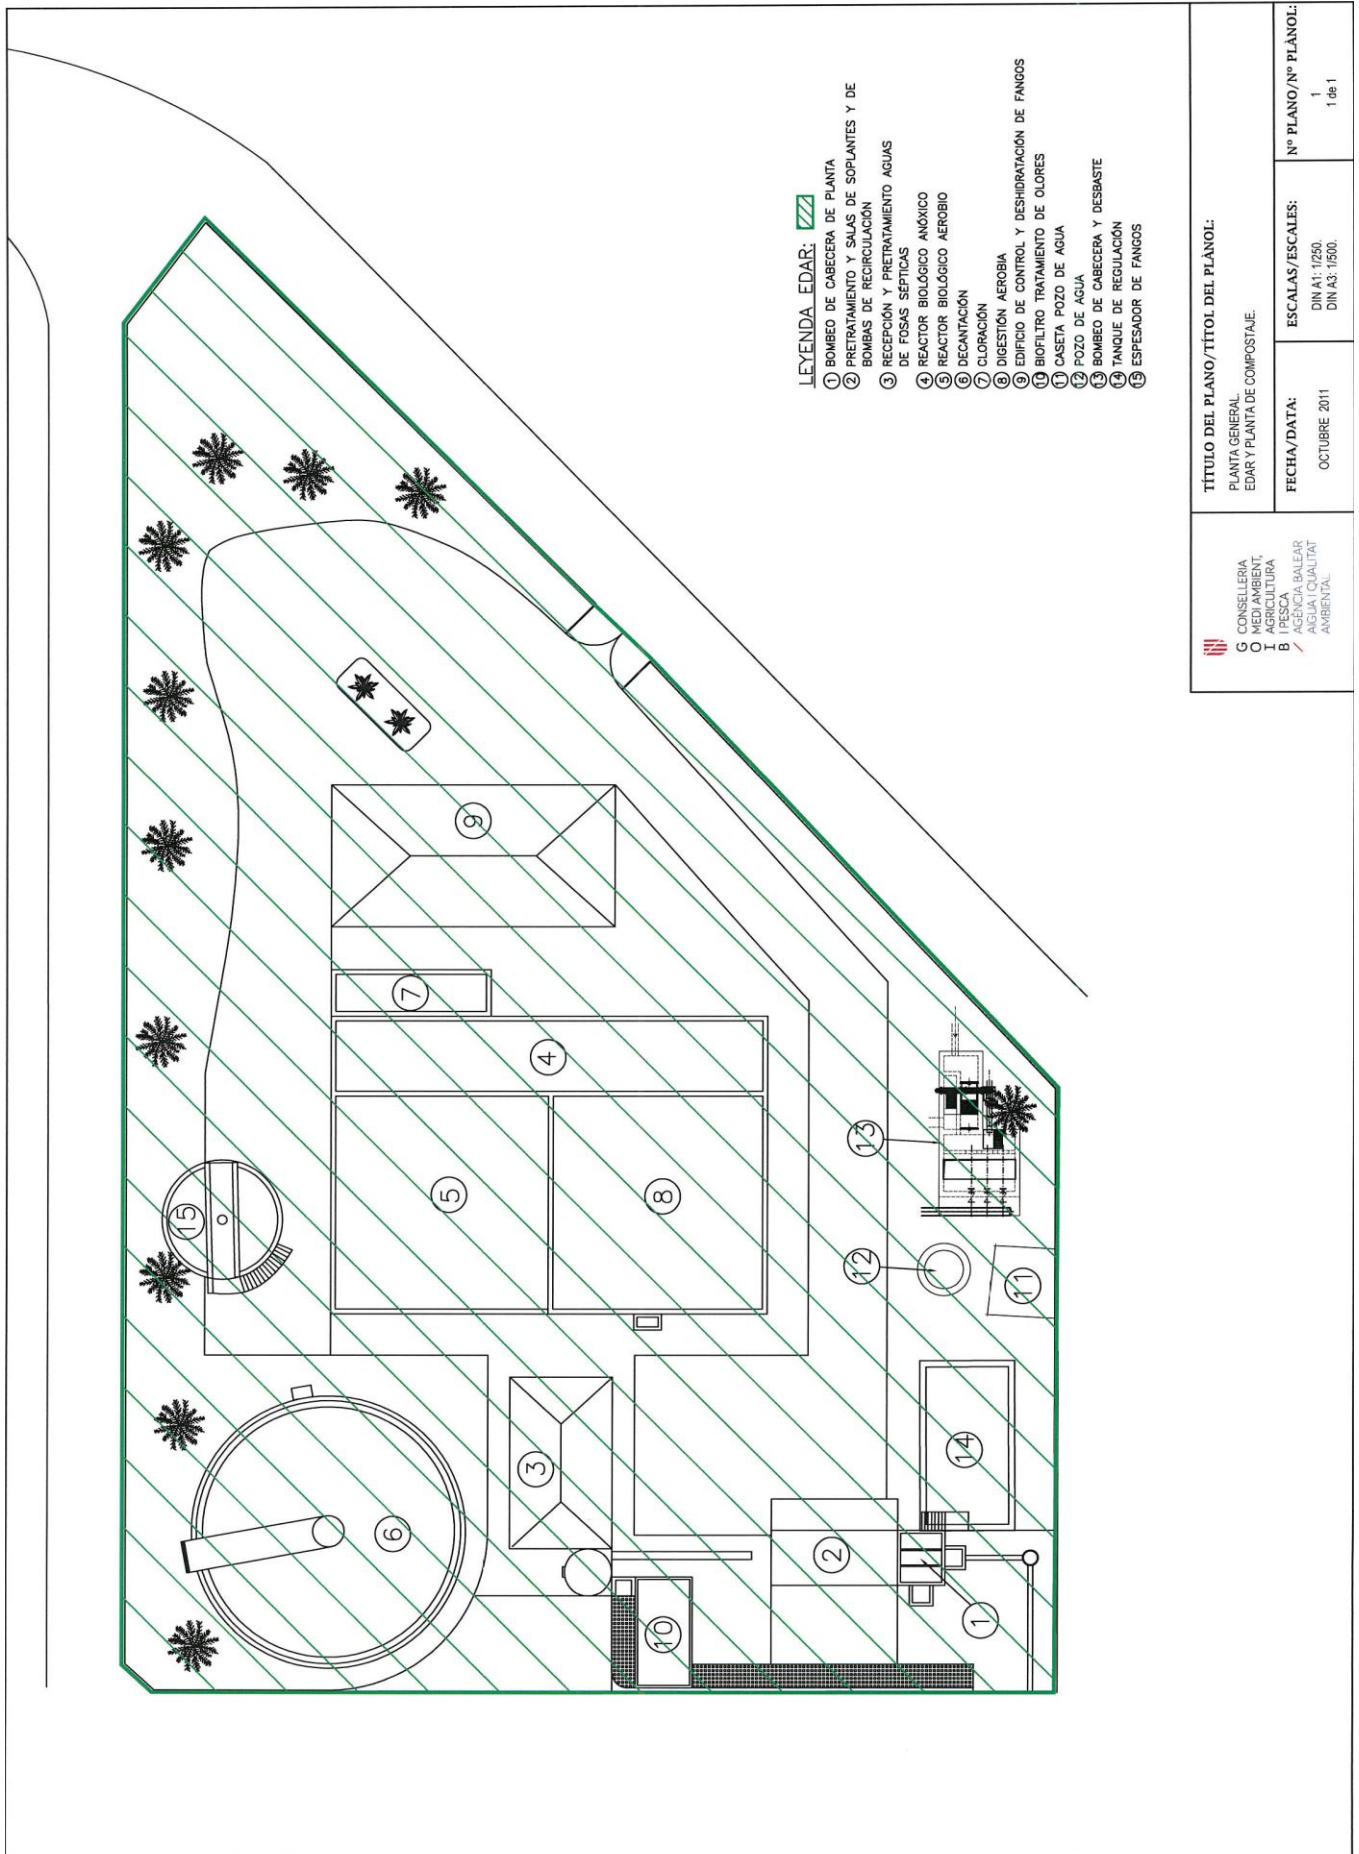 LEYENDA EDAR:
1 BOMBEO DE CABECERA DE PLANTA
2 PRETRATAMIENTO Y SALAS DE SOPLANTES Y DE
BOMBAS DE RECIRCULACIÓN
3 RECEPCIÓN Y PRETRATAMIENTO AGUAS
DE FOSAS SÉPTICAS
4 REACTOR BIOLÓGICO ANÓXICO
5 REACTOR BIOLÓGICO AEROBIO
6 DECANTACIÓN
7 CLORACIÓN
8 DIGESTIÓN AEROBIA
9 EDIFICIO DE CONTROL Y DESHIDRATACIÓN DE FANGOS
10 BIOFILTRO TRATAMIENTO DE OLORES
11 CASETA POZO DE AGUA
12 POZO DE AGUA
13 BOMBEO DE CABECERA Y DESBASTE
14 TANQUE DE REGULACIÓN
15 ESPESADOR DE FANGOS
6
15
5
7
4
9
8
3
10
2
1
14
12
13
11
G CONSELLERIA
O MEDI AMBIENT,
I AGRICULTURA
B I PESCA
/ AGÈNCIA BALEAR
AIGUA I QUALITAT
AMBIENTAL
TÍTULO DEL PLANO/TÍTOL DEL PLÀNOL:
PLANTA GENERAL.
EDAR Y PLANTA DE COMPOSTAJE.
FECHA/DATA:
OCTUBRE 2011
ESCALAS/ESCALES:
DIN A1: 1/250.
DIN A3: 1/500.
Nº PLANO/Nº PLÀNOL:
1
1 de 1